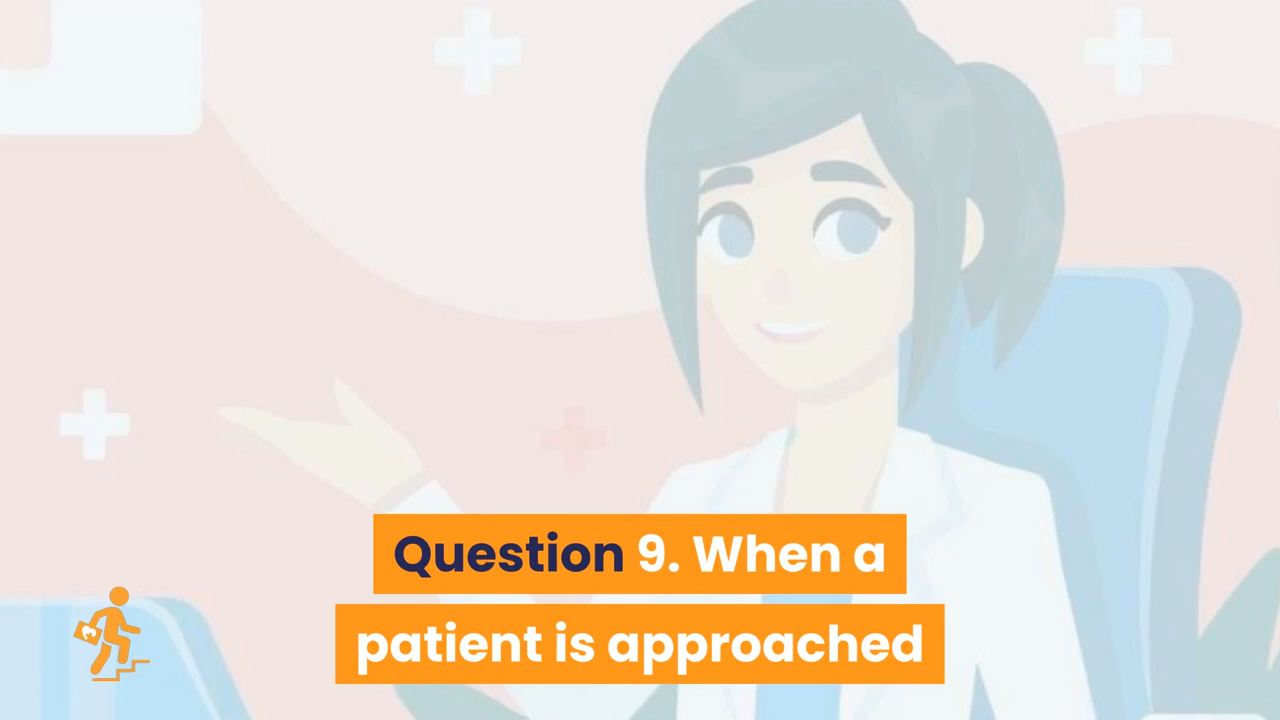 Question 9. When a
patient is approached